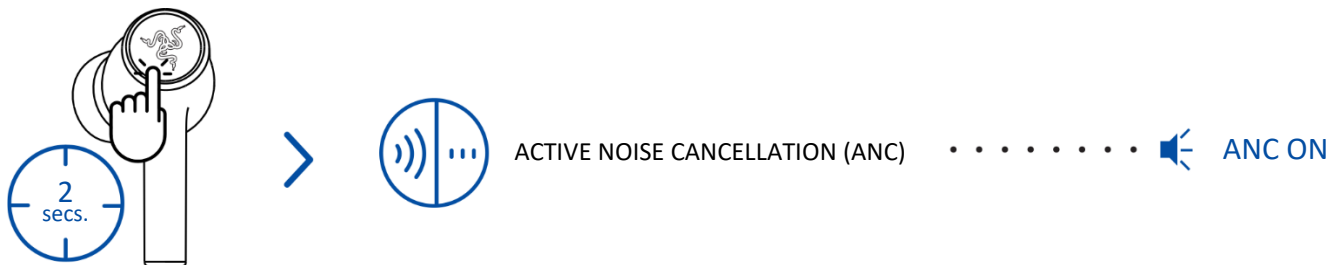 2
secs.
ACTIVE NOISE CANCELLATION (ANC)
ANC ON